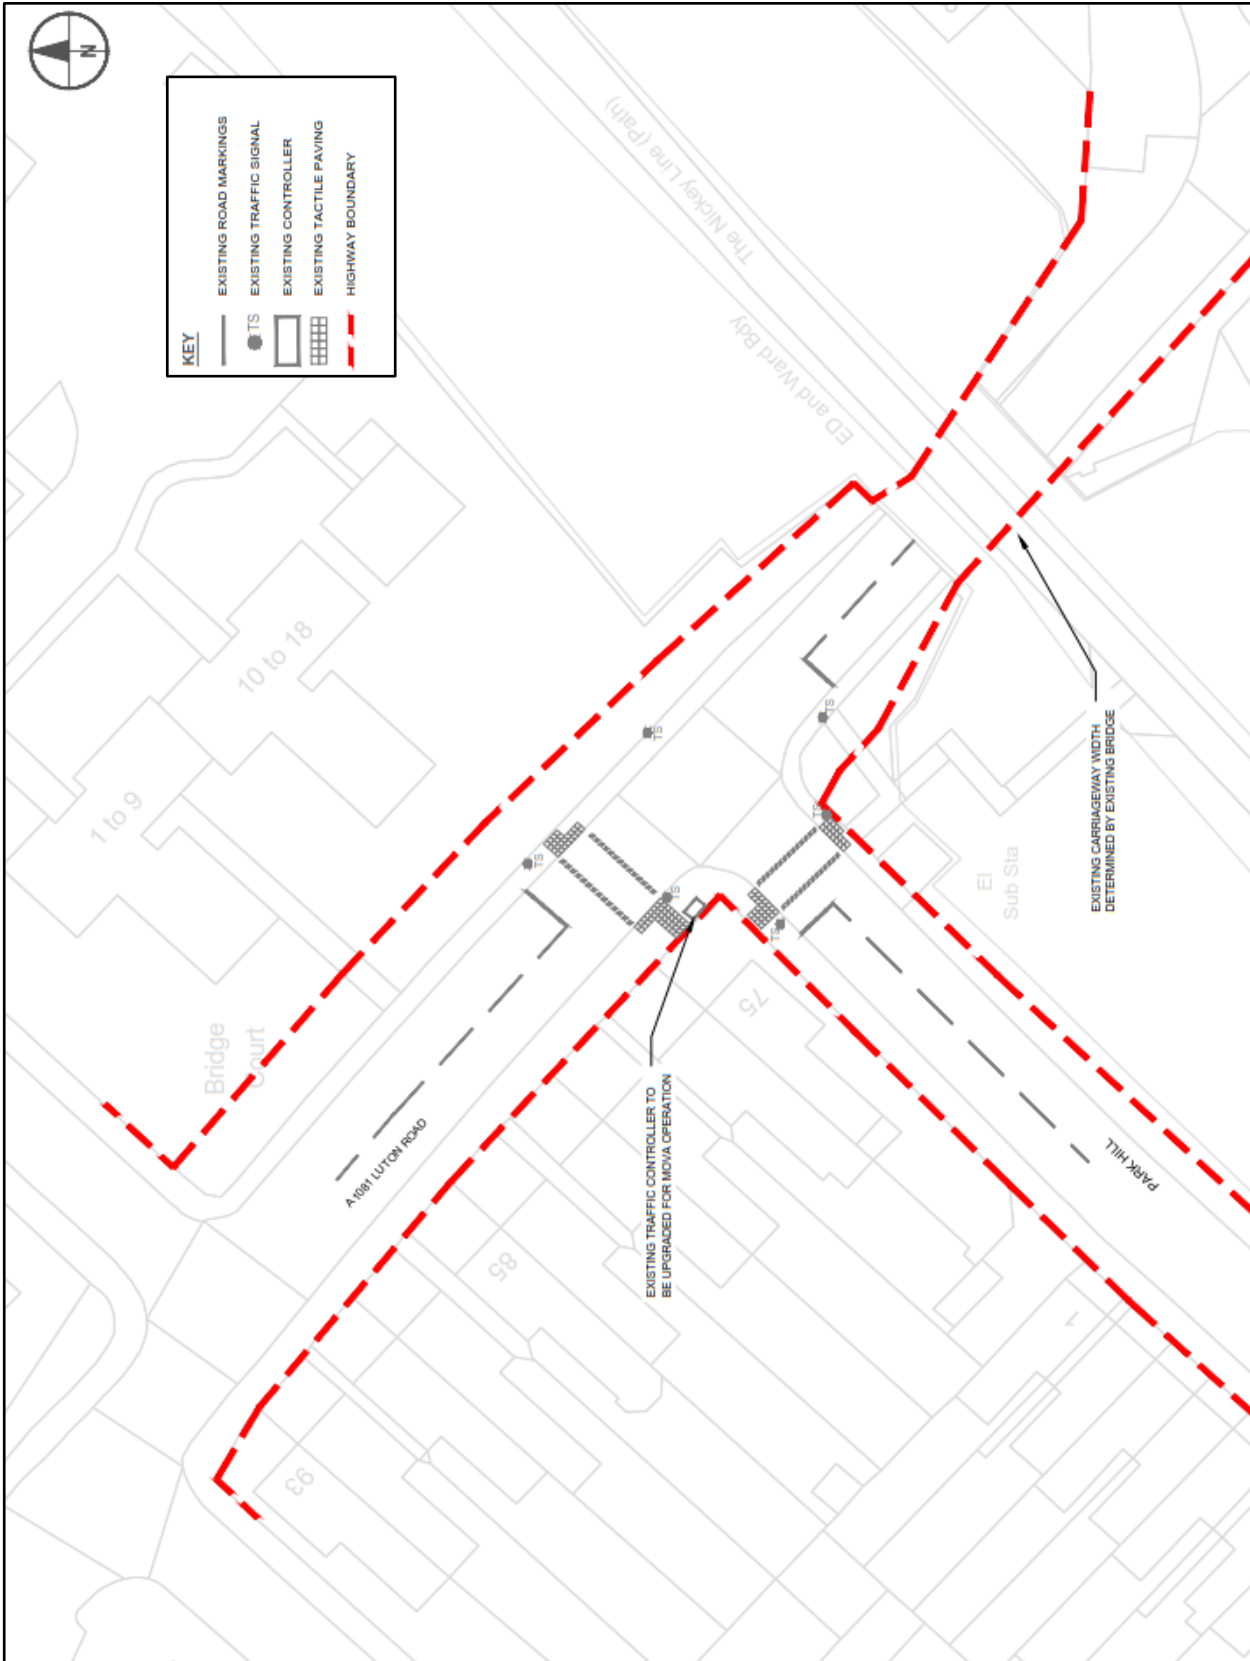 N
KEY
EXISTING ROAD MARKINGS
TS
EXISTING TRAFFIC SIGNAL
EXISTING CONTROLLER
EXISTING TACTILE PAVING
HIGHWAY BOUNDARY
The Nickey Line (Path)
ED and Ward Bdy
10 to 18
1 to 9
Bridge
Court
TS
TS
TS
TS
TS
TS
A1081 LUTON ROAD
EXISTING TRAFFIC CONTROLLER TO
BE UPGRADED FOR MOVA OPERATION
75
85
93
1
PARK HILL
El
Sub Sta
EXISTING CARRIAGEWAY WIDTH
DETERMINED BY EXISTING BRIDGE